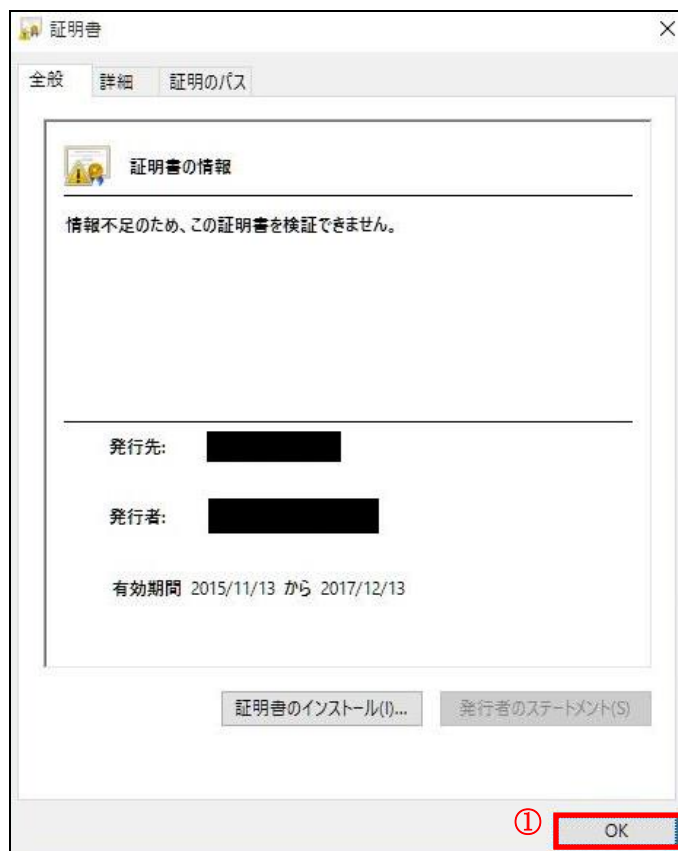 証明書
全般 詳細 証明のパス
証明書の情報
情報不足のため、この証明書を検証できません。
発行先:
発行者:
有効期間 2015/11/13 から 2017/12/13
証明書のインストール(I)... 発行者のステートメント(S)
① OK